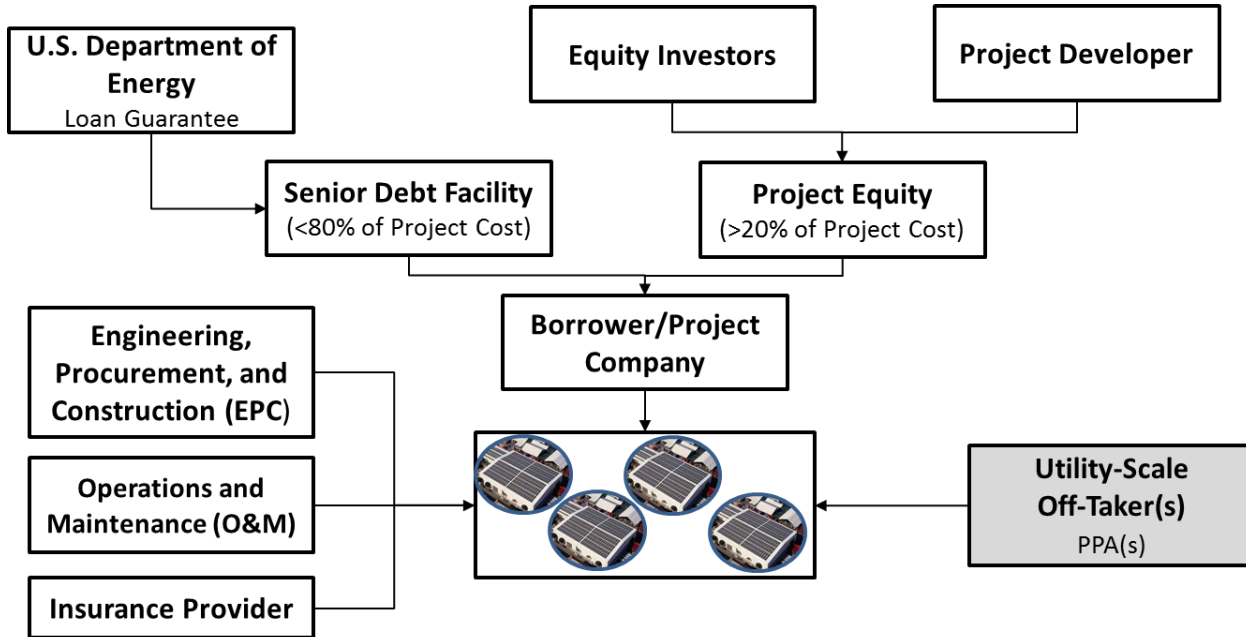 U.S. Department of
Energy
Loan Guarantee
Equity Investors
Project Developer
Senior Debt Facility
(<80% of Project Cost)
Project Equity
(>20% of Project Cost)
Borrower/Project
Company
Engineering,
Procurement, and
Construction (EPC)
Operations and
Maintenance (O&M)
Insurance Provider
Utility-Scale
Off-Taker(s)
PPA(s)